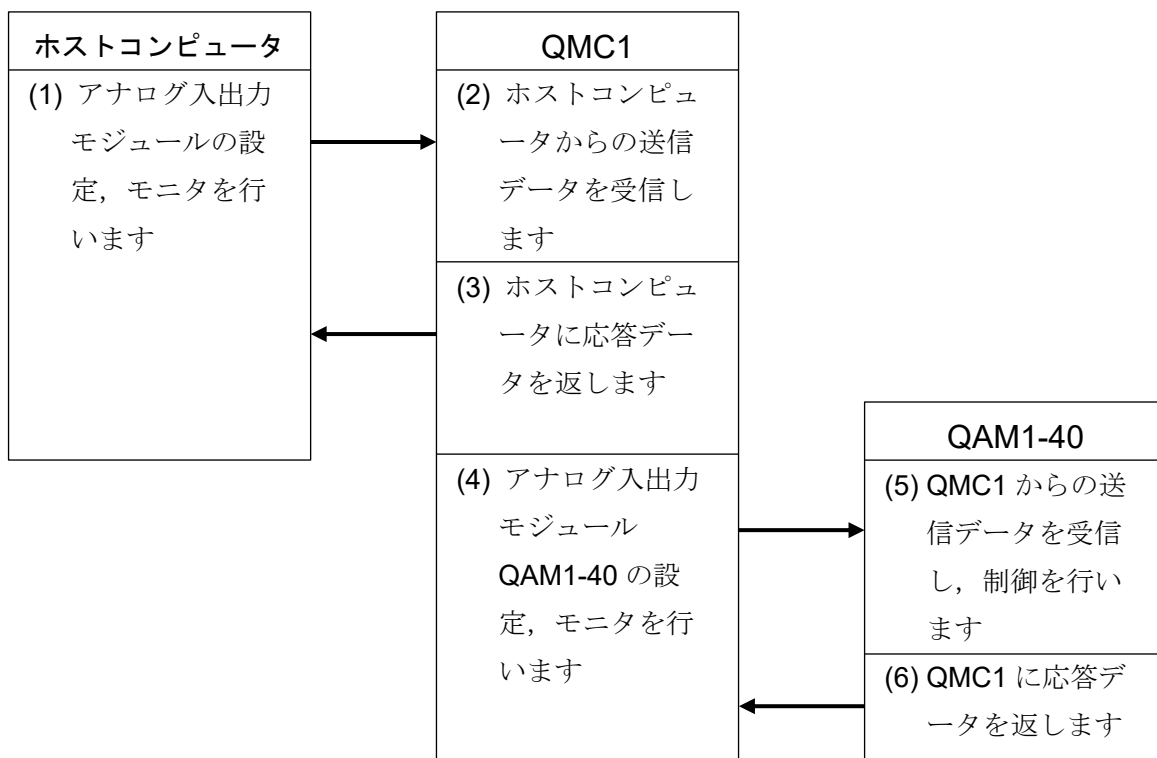 ホストコンピュータ
(1) アナログ入出力
モジュールの設
定，モニタを行
います
QMC1
(2) ホストコンピュ
ータからの送信
データを受信し
ます
(3) ホストコンピュ
ータに応答デー
タを返します
(4) アナログ入出力
モジュール
QAM1-40 の設
定，モニタを行
います
QAM1-40
(5) QMC1 からの送
信データを受信
し，制御を行い
ます
(6) QMC1 に応答デ
ータを返します